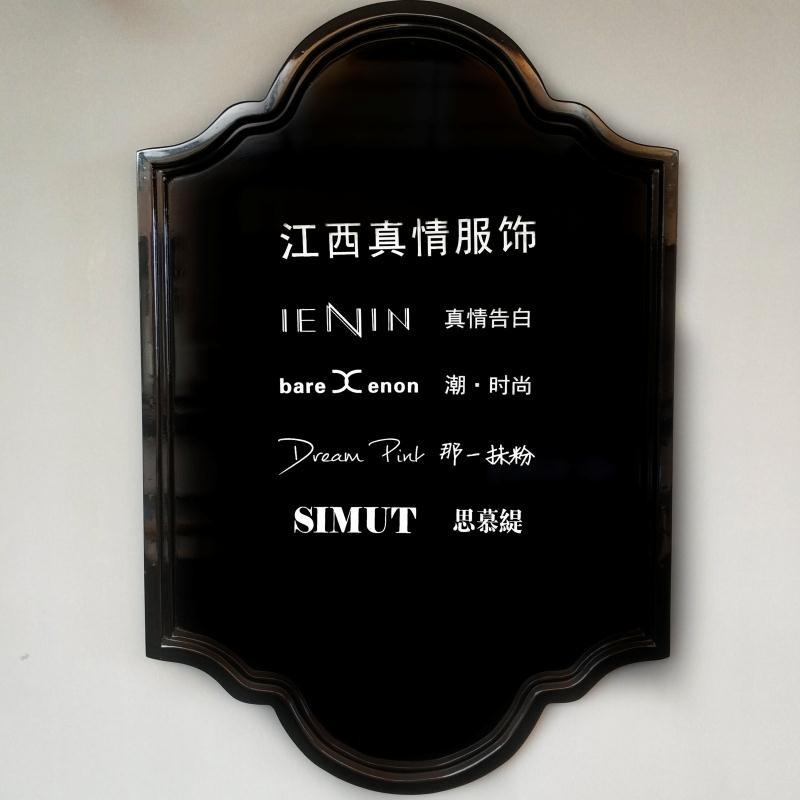 江西真情服饰
IENIN 真情告白
bare Xenon 潮·时尚
Dream Pink 那一抹粉
SIMUT 思慕緹